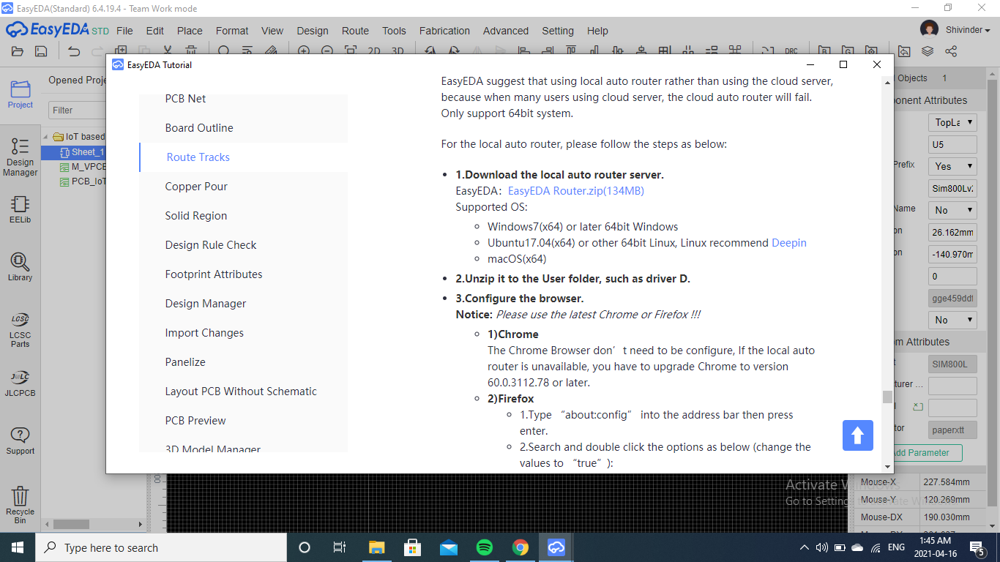 EasyEDA(Standard) 6.4.19.4 - Team Work mode
EasyEDA STD File Edit Place Format View Design Route Tools Fabrication Advanced Setting Help
Shivinder
2D 3D DRC
EasyEDA Tutorial
Project
Design Manager
EELib
Library
LCSC
LCSC Parts
JLCPCB
Support
Recycle Bin
Opened Proje
Filter
IoT based
Sheet_1
M_VPCB
PCB_IoT
PCB Net
Board Outline
Route Tracks
Copper Pour
Solid Region
Design Rule Check
Footprint Attributes
Design Manager
Import Changes
Panelize
Layout PCB Without Schematic
PCB Preview
3D Model Manager
EasyEDA suggest that using local auto router rather than using the cloud server,
because when many users using cloud server, the cloud auto router will fail.
Only support 64bit system.
For the local auto router, please follow the steps as below:
• 1.Download the local auto router server.
EasyEDA：EasyEDA Router.zip(134MB)
Supported OS:
Windows7(x64) or later 64bit Windows
Ubuntu17.04(x64) or other 64bit Linux, Linux recommend Deepin
macOS(x64)
• 2.Unzip it to the User folder, such as driver D.
• 3.Configure the browser.
Notice: Please use the latest Chrome or Firefox !!!
1)Chrome
The Chrome Browser don’t need to be configure, If the local auto
router is unavailable, you have to upgrade Chrome to version
60.0.3112.78 or later.
2)Firefox
1.Type “about:config” into the address bar then press
enter.
2.Search and double click the options as below (change the
values to “true”):
Objects 1
onent Attributes
TopLa
U5
Prefix Yes
Sim800Lv
Name No
on 26.162mm
on -140.970m
0
gge459ddf
No
om Attributes
t SIM800L
turer ...
tor paperxtt
Add Parameter
Mouse-X 227.584mm
Mouse-Y 120.269mm
Mouse-DX 190.030mm
Activate Windows
Go to Settings to activate Windows.
Type here to search
ENG
1:45 AM
2021-04-16
5